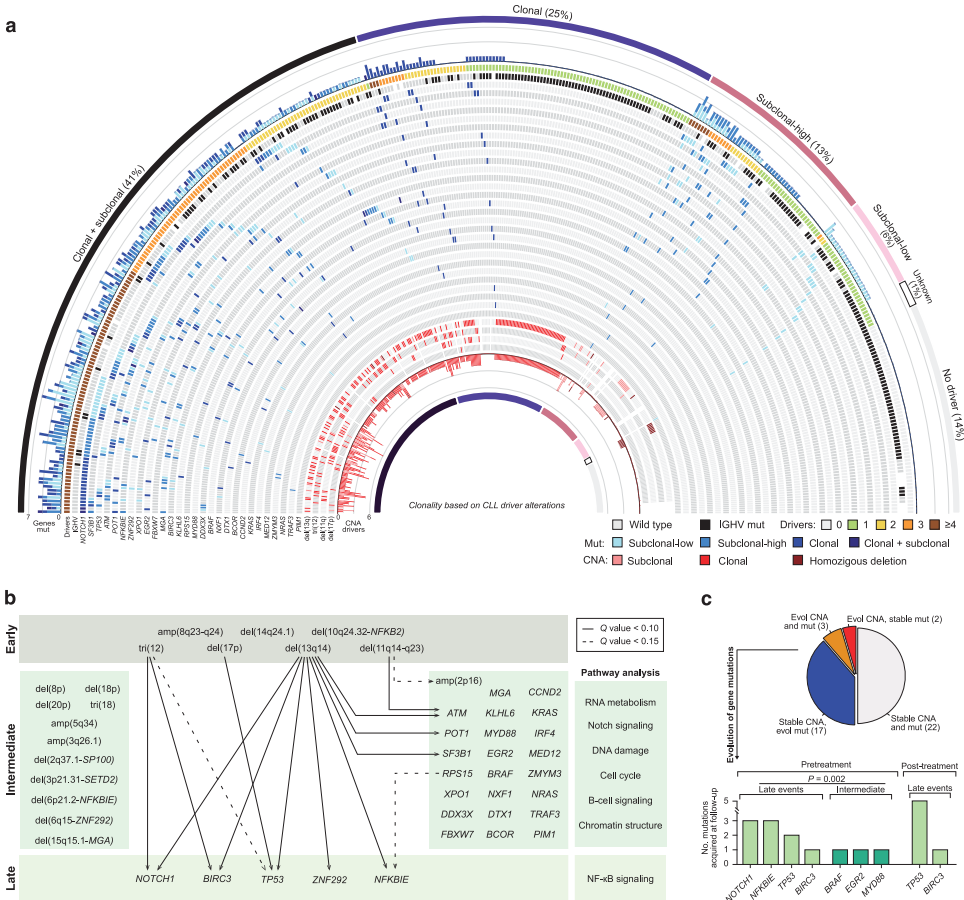 a
Clonal (25%)
Clonal + subclonal (41%)
Subclonal-high (13%)
Subclonal-low
(6%)
Unknown
(1%)
No driver (14%)
7
Genes
mut
0
Drivers
IGHV
NOTCH1
SF3B1
TP53
ATM
POT1
NFKBIE
ZNF292
XPO1
EGR2
FBXW7
MGA
BIRC3
KLHL6
RPS15
MYD88
DDX3X
BRAF
NXF1
DTX1
BCOR
CCND2
KRAS
IRF4
MED12
ZMYM3
NRAS
TRAF3
PIM1
del(13q)
tri(12)
del(11q)
del(17p)
0
CNA
drivers
6
Clonality based on CLL driver alterations
Wild type
IGHV mut
Drivers: 0 1 2 3 ≥4
Mut: Subclonal-low Subclonal-high Clonal Clonal + subclonal
CNA: Subclonal Clonal Homozigous deletion
b
Early
amp(8q23-q24) del(14q24.1) del(10q24.32-NFKB2)
tri(12) del(17p) del(13q14) del(11q14-q23)
Q value < 0.10
Q value < 0.15
Intermediate
del(8p) del(18p)
del(20p) tri(18)
amp(5q34)
amp(3q26.1)
del(2q37.1-SP100)
del(3p21.31-SETD2)
del(6p21.2-NFKBIE)
del(6q15-ZNF292)
del(15q15.1-MGA)
amp(2p16)
MGA CCND2
ATM KLHL6 KRAS
POT1 MYD88 IRF4
SF3B1 EGR2 MED12
RPS15 BRAF ZMYM3
XPO1 NXF1 NRAS
DDX3X DTX1 TRAF3
FBXW7 BCOR PIM1
Pathway analysis
RNA metabolism
Notch signaling
DNA damage
Cell cycle
B-cell signaling
Chromatin structure
Late
NOTCH1 BIRC3 TP53 ZNF292 NFKBIE
NF-κB signaling
c
Evol CNA
and mut (3)
Evol CNA, stable mut (2)
Stable CNA,
evol mut (17)
Stable CNA
and mut (22)
Evolution of gene mutations
Pretreatment
Post-treatment
P = 0.002
Late events
Intermediate
Late events
No. mutations
acquired at follow-up
5
3
2
1
0
NOTCH1
NFKBIE
TP53
BIRC3
BRAF
EGR2
MYD88
TP53
BIRC3